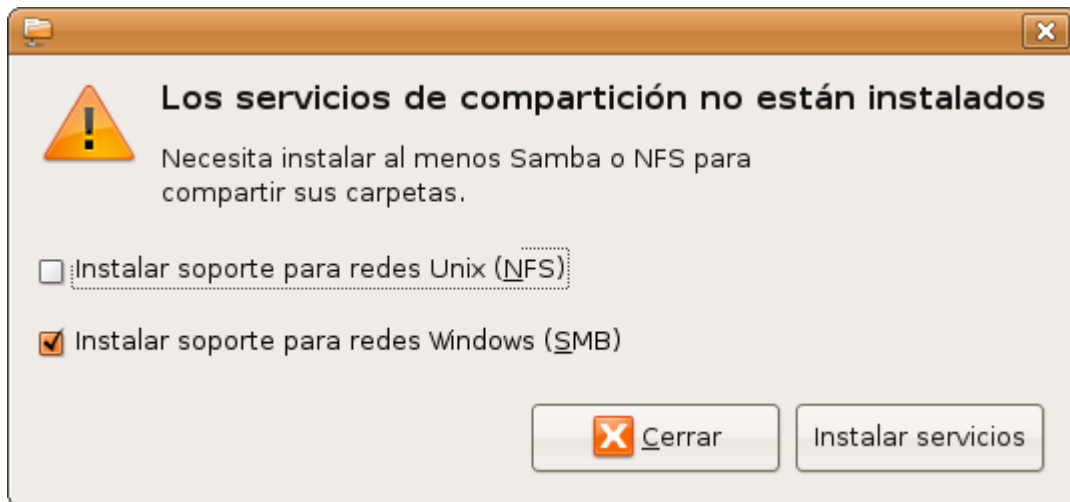 Los servicios de compartición no están instalados
Necesita instalar al menos Samba o NFS para
compartir sus carpetas.
Instalar soporte para redes Unix (NFS)
Instalar soporte para redes Windows (SMB)
Cerrar
Instalar servicios